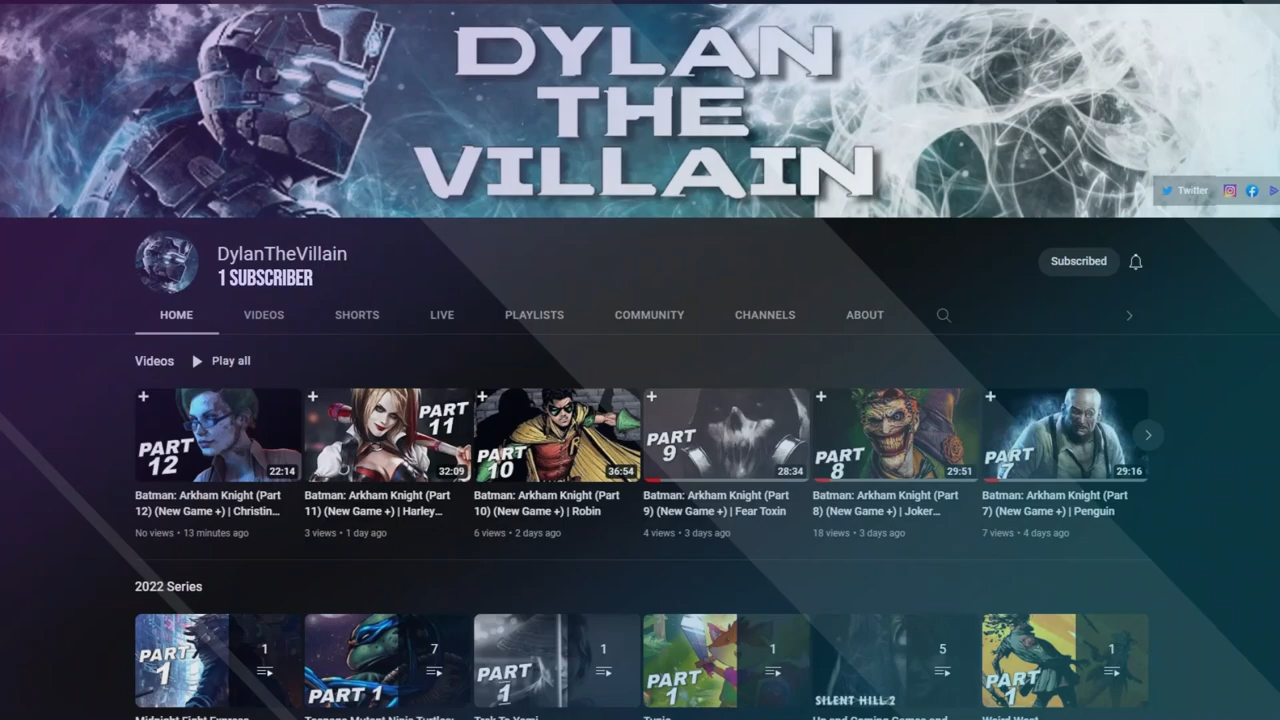 DYLAN
THE
VILLAIN
Twitter
DylanTheVillain
1 SUBSCRIBER
Subscribed
HOME VIDEOS SHORTS LIVE PLAYLISTS COMMUNITY CHANNELS ABOUT
Videos Play all
PART 12
22:14
PART 11
32:09
PART 10
36:54
PART 9
28:34
PART 8
29:51
PART 7
29:16
Batman: Arkham Knight (Part
12) (New Game +) | Christin...
No views • 13 minutes ago
Batman: Arkham Knight (Part
11) (New Game +) | Harley...
3 views • 1 day ago
Batman: Arkham Knight (Part
10) (New Game +) | Robin
6 views • 2 days ago
Batman: Arkham Knight (Part
9) (New Game +) | Fear Toxin
4 views • 3 days ago
Batman: Arkham Knight (Part
8) (New Game +) | Joker...
18 views • 3 days ago
Batman: Arkham Knight (Part
7) (New Game +) | Penguin
7 views • 4 days ago
2022 Series
PART 1
1
PART 1
7
PART 1
1
PART 1
1
SILENT HILL 2
5
PART 1
1